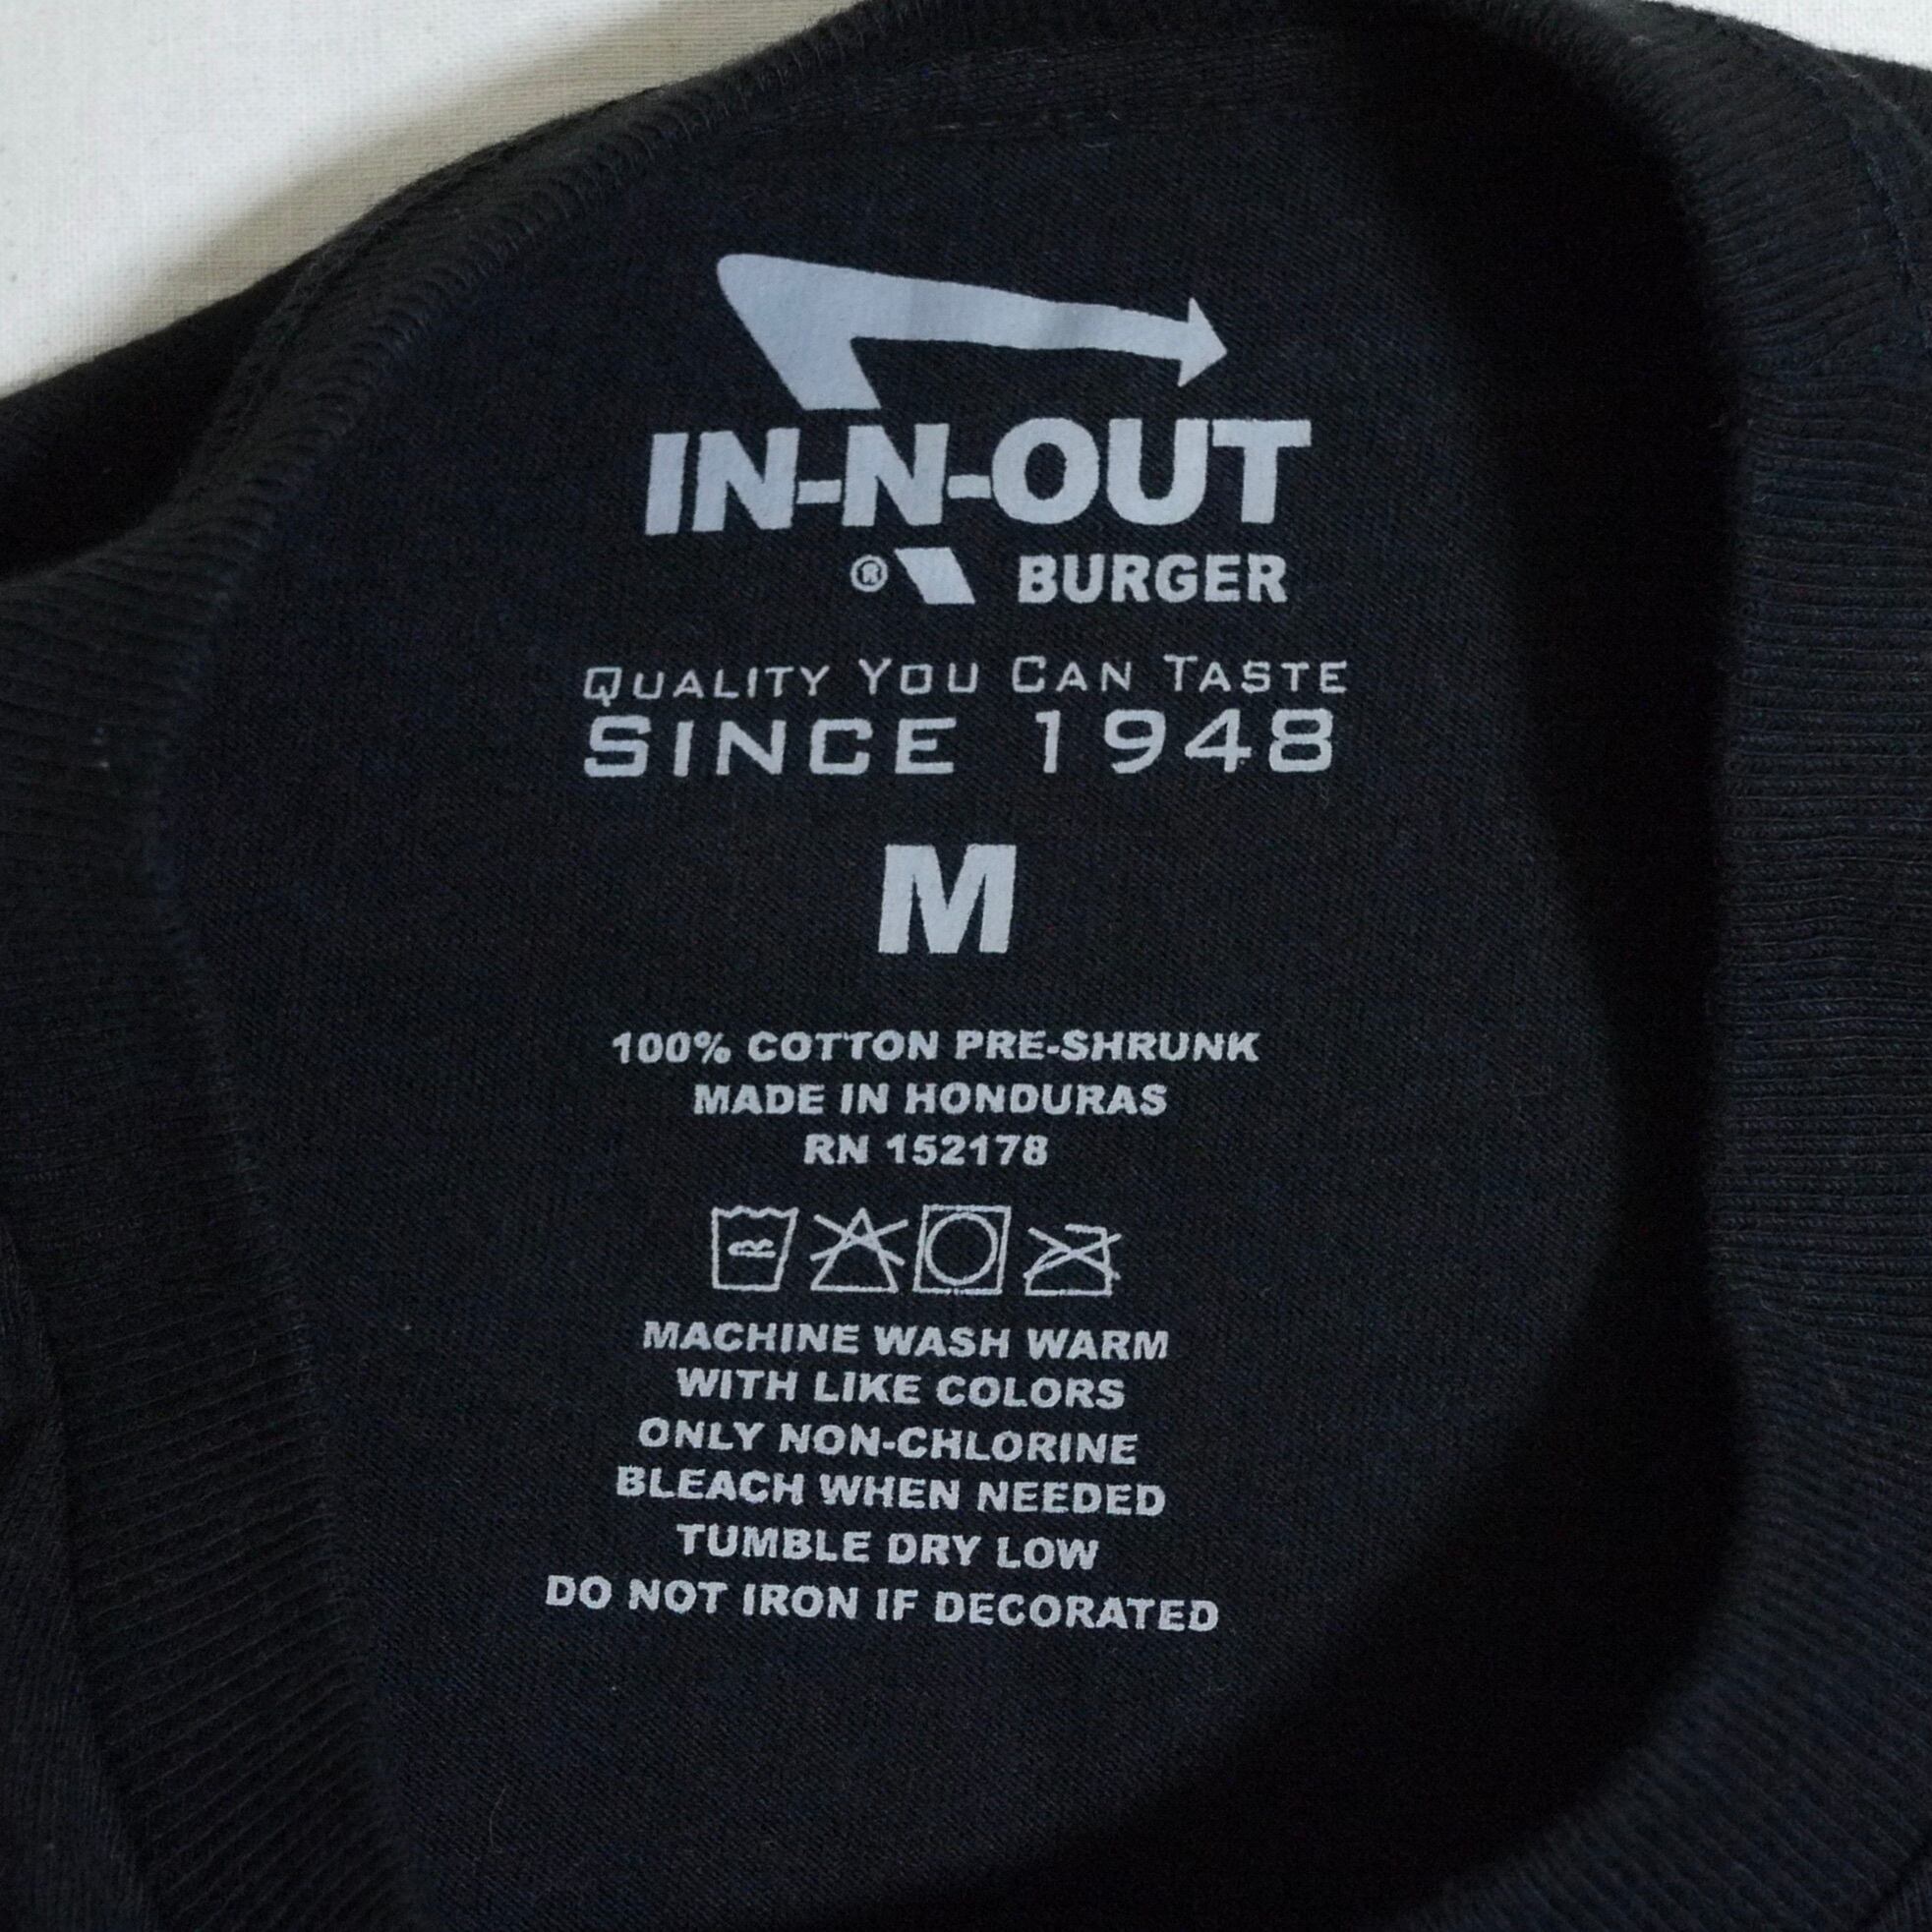 IN-N-OUT
® BURGER
QUALITY YOU CAN TASTE
SINCE 1948
M
100% COTTON PRE-SHRUNK
MADE IN HONDURAS
RN 152178
R
MACHINE WASH WARM
WITH LIKE COLORS
ONLY NON-CHLORINE
BLEACH WHEN NEEDED
TUMBLE DRY LOW
DO NOT IRON IF DECORATED